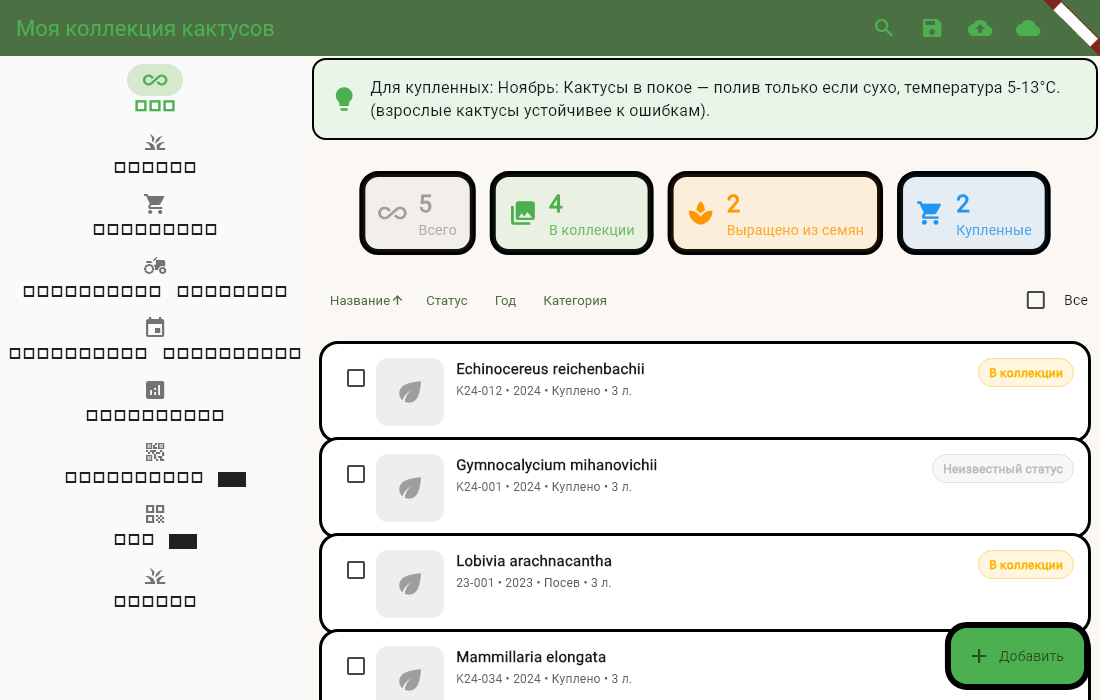 Моя коллекция кактусов
Для купленных: Ноябрь: Кактусы в покое — полив только если сухо, температура 5-13°C.
(взрослые кактусы устойчивее к ошибкам).
5
Всего
4
В коллекции
2
Выращено из семян
2
Купленные
Название Статус Год Категория Все
Echinocereus reichenbachii
K24-012 • 2024 • Куплено • 3 л.
В коллекции
Gymnocalycium mihanovichii
K24-001 • 2024 • Куплено • 3 л.
Неизвестный статус
Lobivia arachnacantha
23-001 • 2023 • Посев • 3 л.
В коллекции
Mammillaria elongata
K24-034 • 2024 • Куплено • 3 л.
Добавить